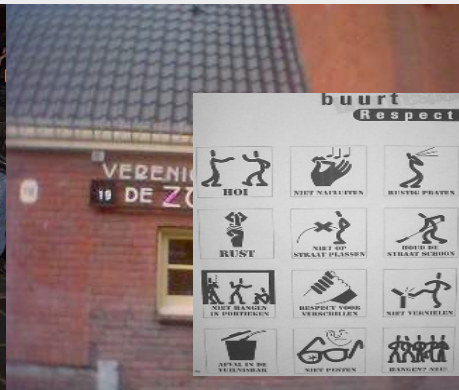 VERENIG
19 DE ZO
buurt
Respect
HOI
NIET NAFLUITEN
RUSTIG PRATEN
RUST
NIET OP
STRAAT PLASSEN
HOUD DE
STRAAT SCHOON
NIET HANGEN
IN PORTIEKEN
RESPECT VOOR
VERSCHILLEN
NIET VERNIELEN
AFVAL IN DE
VUILNISBAK
NIET PESTEN
HANGEN? NEE!